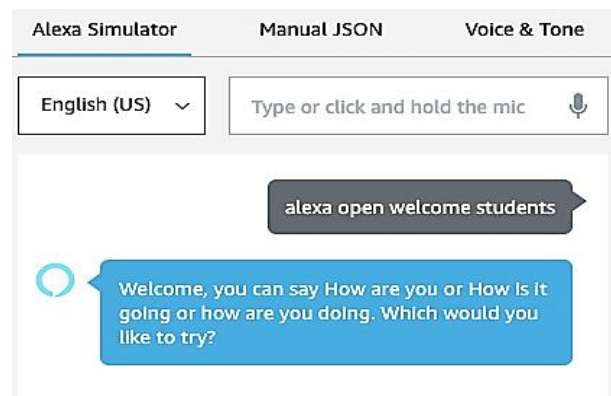 Alexa Simulator Manual JSON Voice & Tone
English (US) Type or click and hold the mic
alexa open welcome students
Welcome, you can say How are you or How is it
going or how are you doing. Which would you
like to try?